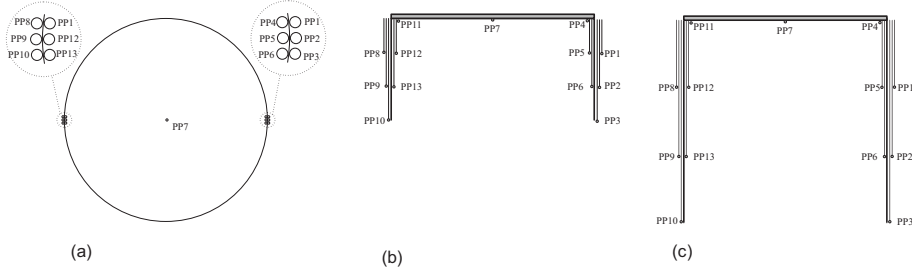 PP8 PP1
PP9 PP12
PP10 PP13
PP4 PP1
PP5 PP2
PP6 PP3
PP7
(a)
PP11 PP7 PP4
PP8 PP12 PP5 PP1
PP9 PP13 PP6 PP2
PP10 PP3
(b)
PP11 PP7 PP4
PP8 PP12 PP5 PP1
PP9 PP13 PP6 PP2
PP10 PP3
(c)